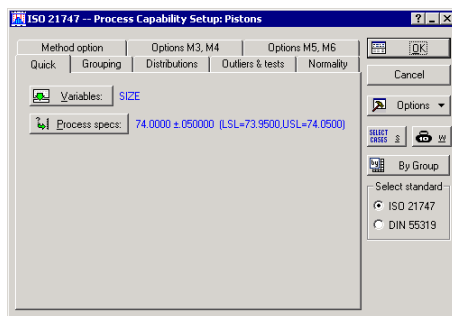 ISO 21747 -- Process Capability Setup: Pistons
Method option
Options M3, M4
Options M5, M6
Quick
Grouping
Distributions
Outliers & tests
Normality
Variables: SIZE
Process specs: 74.0000 ±.050000 (LSL=73.9500,USL=74.0500)
OK
Cancel
Options
SELECT CASES S
W
By Group
Select standard
ISO 21747
DIN 55319